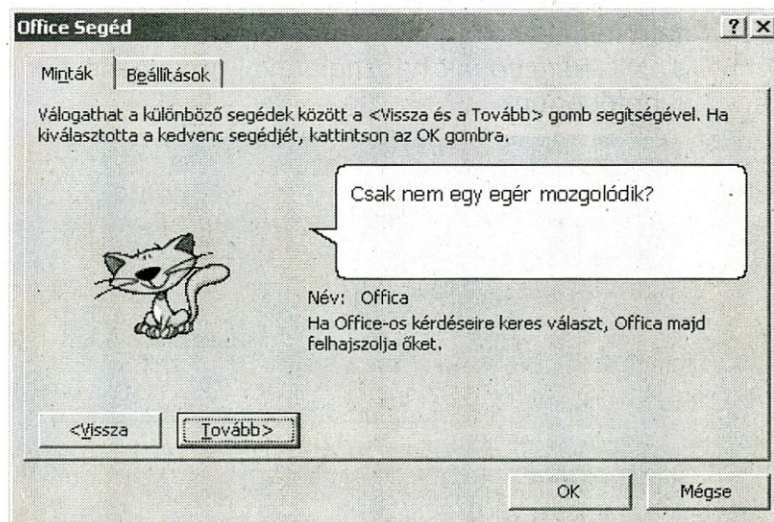 Office Segéd
Minták
Beállítások
Válogathat a különböző segédek között a <Vissza és a Tovább> gomb segítségével. Ha
kiválasztotta a kedvenc segédjét, kattintson az OK gombra.
Csak nem egy egér mozgolódik?
Név: Offica
Ha Office-os kérdéseire keres választ, Offica majd
felhajszolja őket.
<Vissza
Tovább>
OK
Mégse